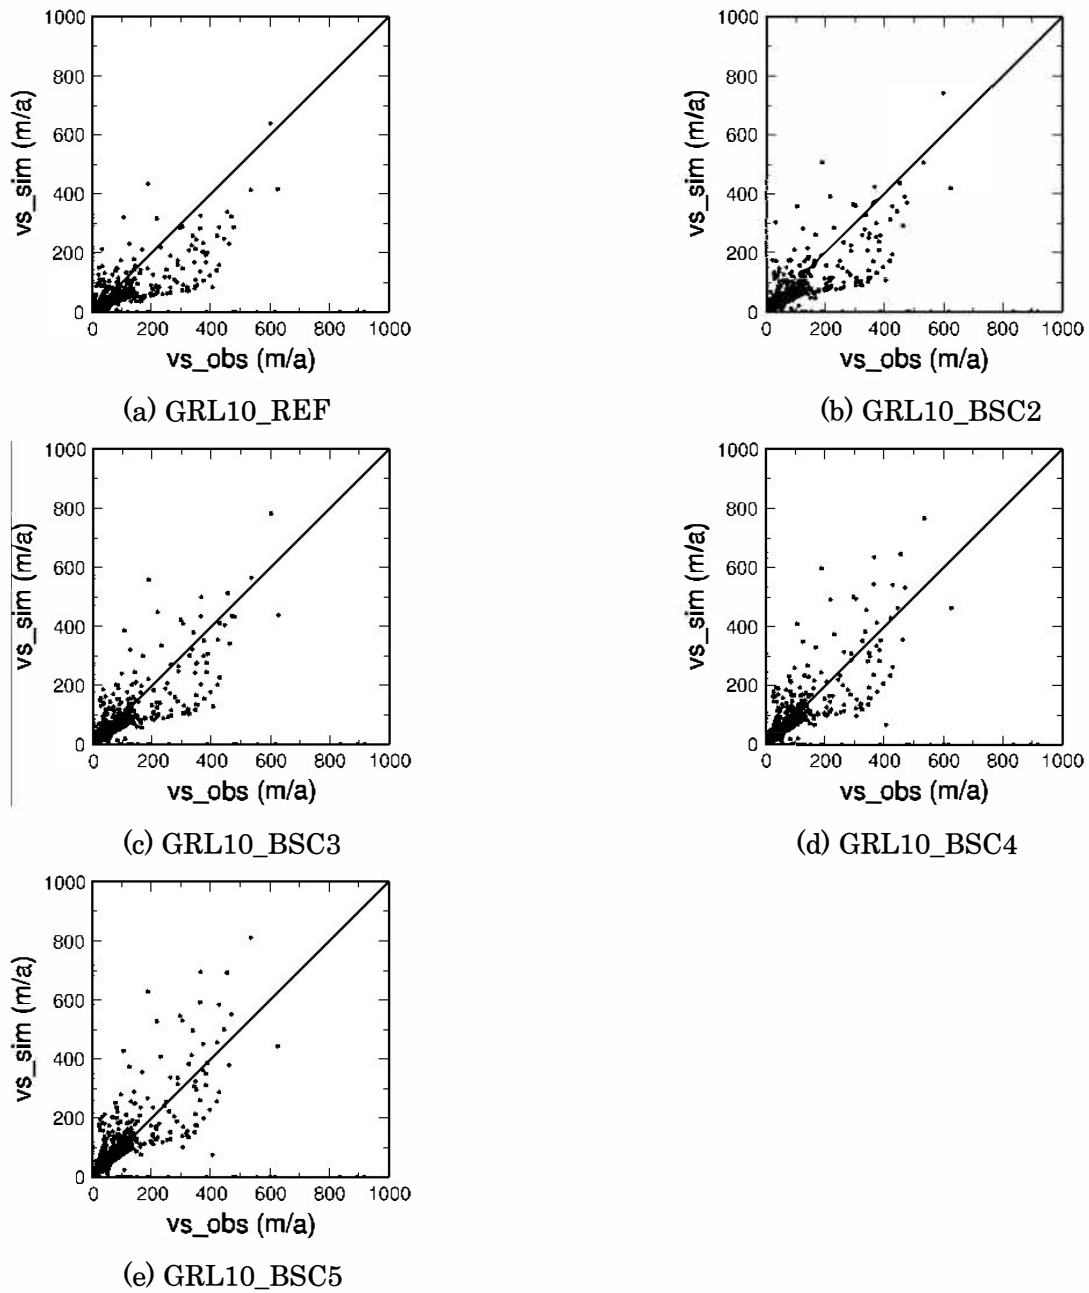 1000
800
600
400
200
0
vs_sim (m/a)
0 200 400 600 800 1000
vs_obs (m/a)
(a) GRL10_REF
1000
800
600
400
200
0
vs_sim (m/a)
0 200 400 600 800 1000
vs_obs (m/a)
(b) GRL10_BSC2
1000
800
600
400
200
0
vs_sim (m/a)
0 200 400 600 800 1000
vs_obs (m/a)
(c) GRL10_BSC3
1000
800
600
400
200
0
vs_sim (m/a)
0 200 400 600 800 1000
vs_obs (m/a)
(d) GRL10_BSC4
1000
800
600
400
200
0
vs_sim (m/a)
0 200 400 600 800 1000
vs_obs (m/a)
(e) GRL10_BSC5